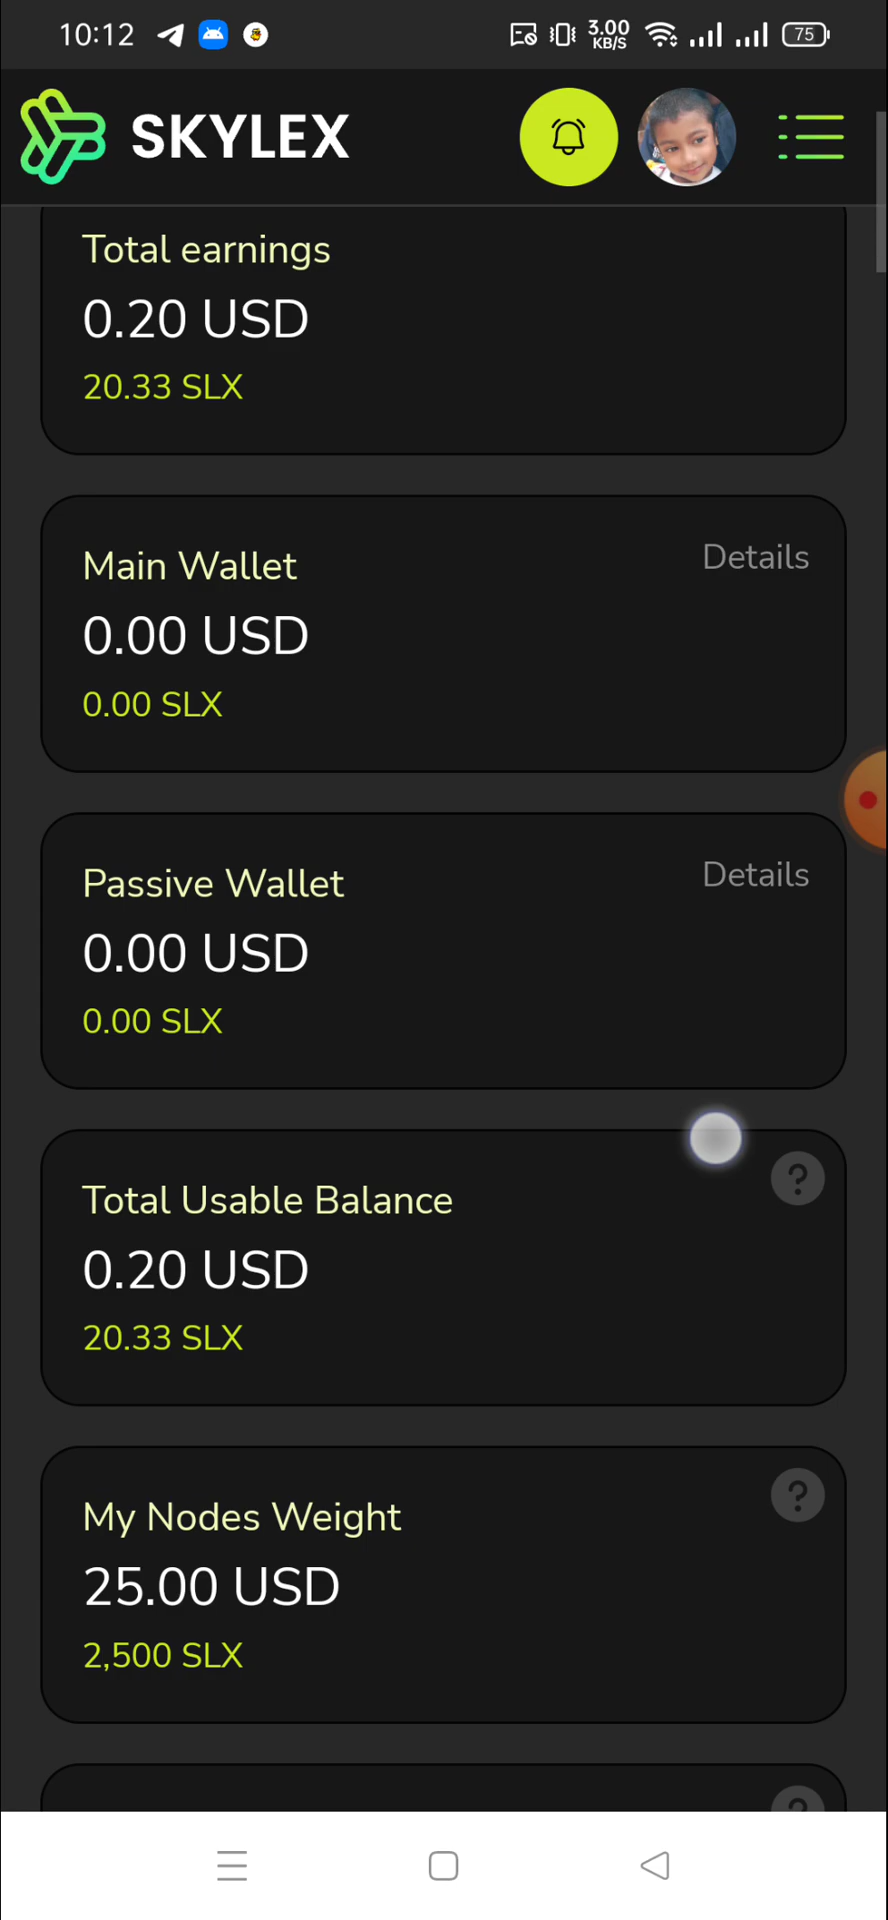 10:12
3.00
KB/S
75
SKYLEX
Total earnings
0.20 USD
20.33 SLX
Main Wallet
Details
0.00 USD
0.00 SLX
Passive Wallet
Details
0.00 USD
0.00 SLX
?
Total Usable Balance
0.20 USD
20.33 SLX
?
My Nodes Weight
25.00 USD
2,500 SLX
?